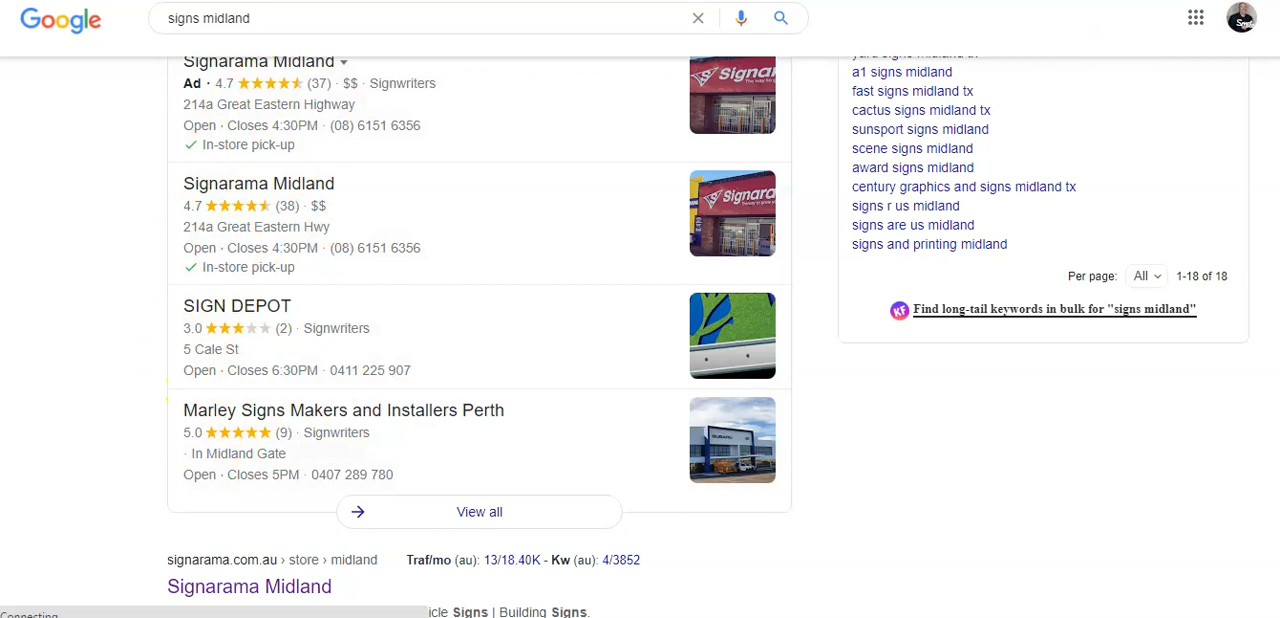 Google
signs midland
Signarama Midland
Ad · 4.7 (37) · $$ · Signwriters
214a Great Eastern Highway
Open · Closes 4:30PM · (08) 6151 6356
In-store pick-up
Signarama Midland
4.7 (38) · $$
214a Great Eastern Hwy
Open · Closes 4:30PM · (08) 6151 6356
In-store pick-up
SIGN DEPOT
3.0 (2) · Signwriters
5 Cale St
Open · Closes 6:30PM · 0411 225 907
Marley Signs Makers and Installers Perth
5.0 (9) · Signwriters
· In Midland Gate
Open · Closes 5PM · 0407 289 780
View all
signarama.com.au › store › midland Traf/mo (au): 13/18.40K - Kw (au): 4/3852
Signarama Midland
icle Signs | Building Signs.
Connecting
a1 signs midland
fast signs midland tx
cactus signs midland tx
sunsport signs midland
scene signs midland
award signs midland
century graphics and signs midland tx
signs r us midland
signs are us midland
signs and printing midland
Per page: All 1-18 of 18
KF Find long-tail keywords in bulk for "signs midland"